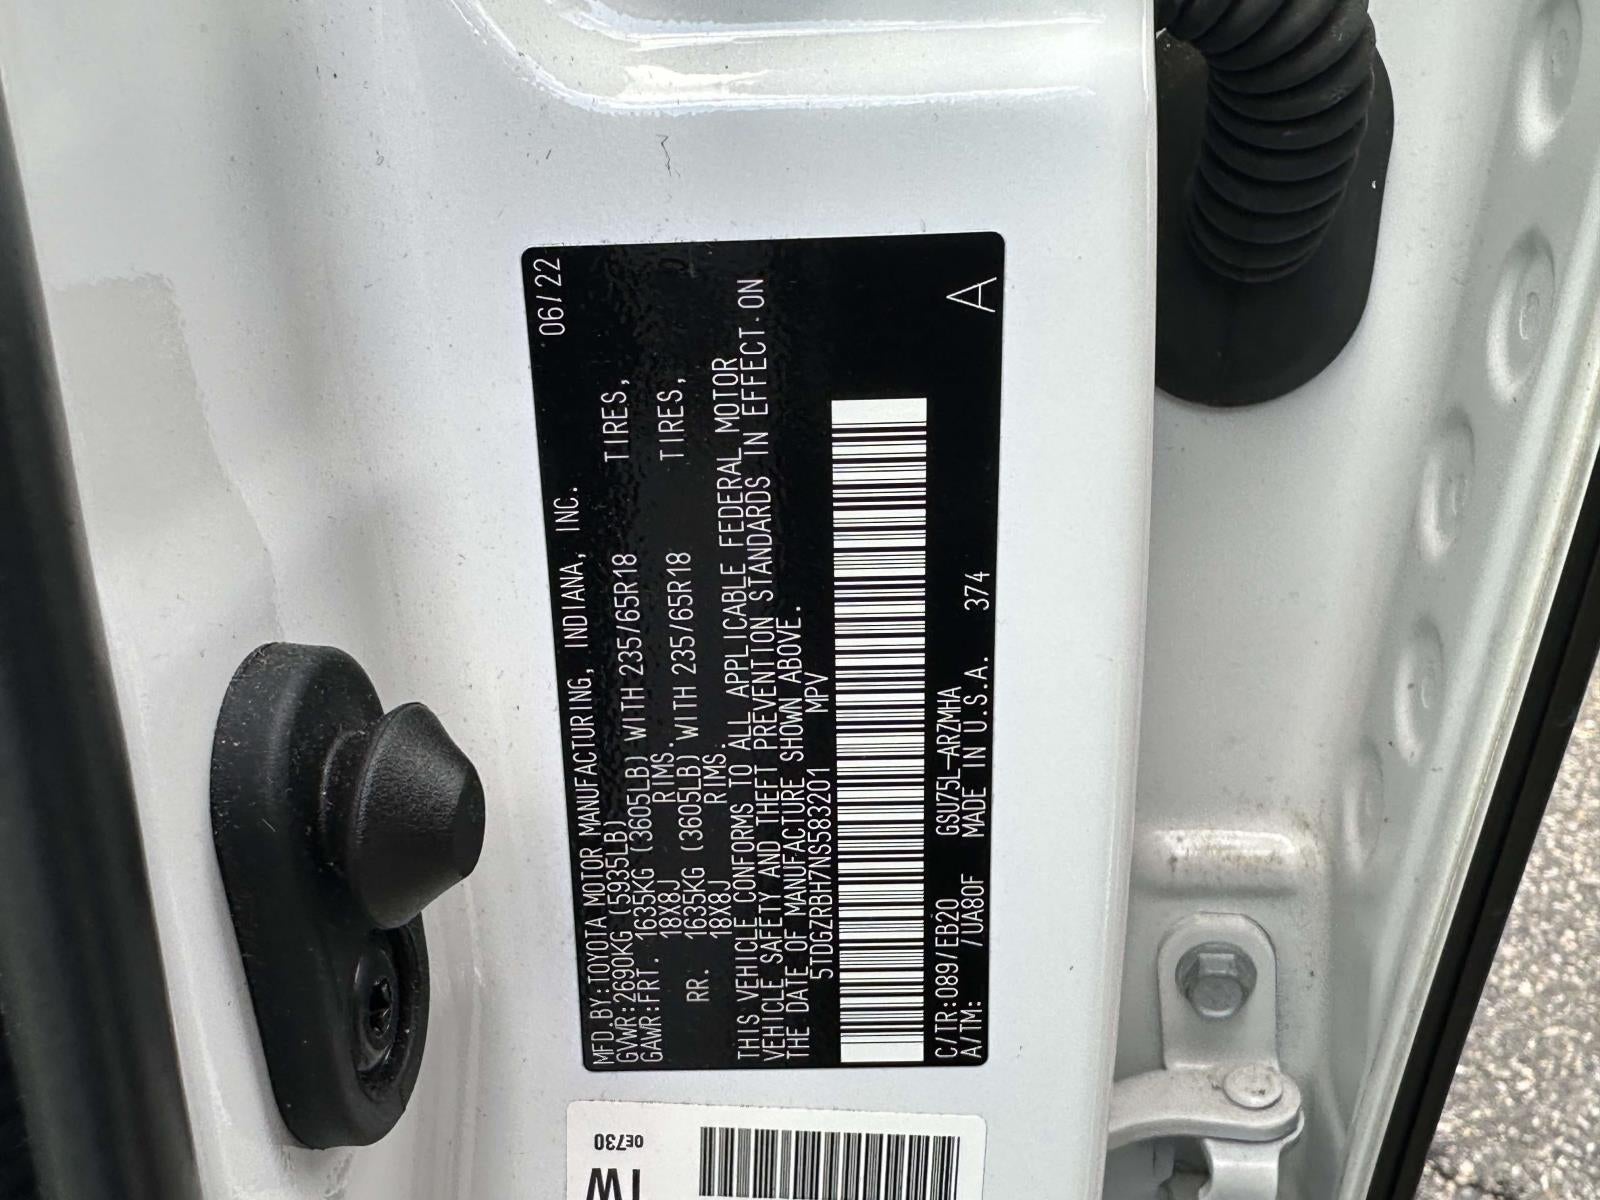 MFD.BY:TOYOTA MOTOR MANUFACTURING, INDIANA, INC. 06/22
GVWR:2690KG (5935LB)
GAWR:FRT. 1635KG (3605LB) WITH 235/65R18 TIRES,
18X8J RIMS.
RR. 1635KG (3605LB) WITH 235/65R18 TIRES,
18X8J RIMS.
THIS VEHICLE CONFORMS TO ALL APPLICABLE FEDERAL MOTOR
VEHICLE SAFETY AND THEFT PREVENTION STANDARDS IN EFFECT ON
THE DATE OF MANUFACTURE SHOWN ABOVE.
5TDGZRBH7NS583201 MPV
C/TR:089/EB20 GSU75L-ARZMHA
A/TM: /UA80F MADE IN U.S.A. 374
A
0E730